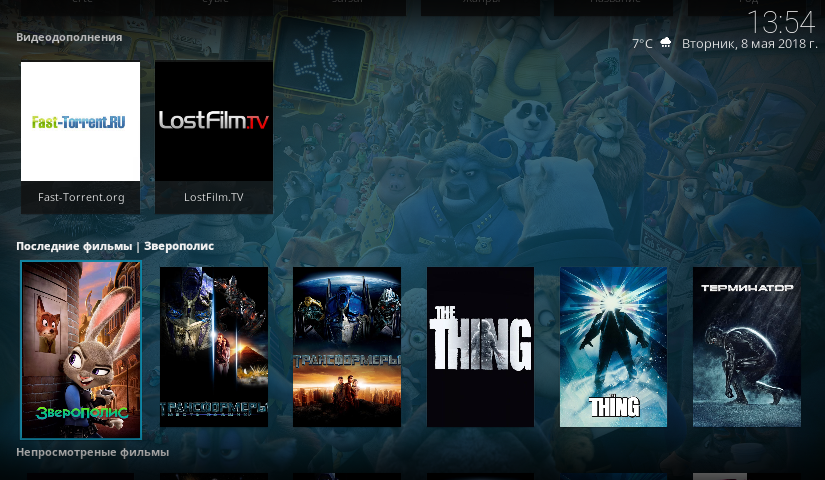 13:54
Видеодополнения
7°C Вторник, 8 мая 2018 г.
Fast-Torrent.RU
LOSTFILM.TV
Fast-Torrent.org
LostFilm.TV
Последние фильмы | Зверополис
ЗВЕРОПОЛИС
ТРАНСФОРМЕРЫ
ТРАНСФОРМЕРЫ
THE THING
THE THING
ТЕРМИНАТОР
Непросмотреные фильмы